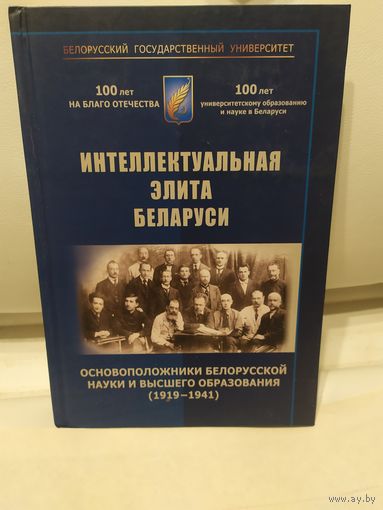 БЕЛОРУССКИЙ ГОСУДАРСТВЕННЫЙ УНИВЕРСИТЕТ
100 лет
НА БЛАГО ОТЕЧЕСТВА
100 лет
университетскому образованию
и науке в Беларуси
ИНТЕЛЛЕКТУАЛЬНАЯ
ЭЛИТА
БЕЛАРУСИ
ОСНОВОПОЛОЖНИКИ БЕЛОРУССКОЙ
НАУКИ И ВЫСШЕГО ОБРАЗОВАНИЯ
(1919–1941)
www.ay.by